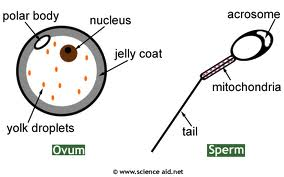 polar body
nucleus
jelly coat
yolk droplets
Ovum
acrosome
mitochondria
tail
Sperm
© www.science aid.net